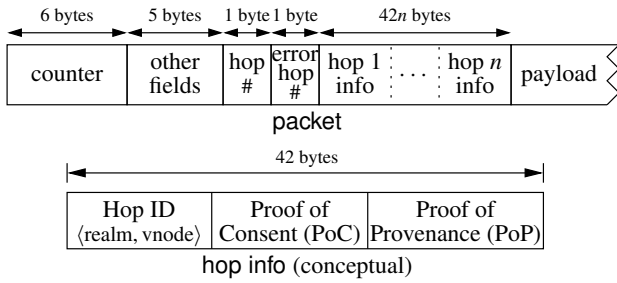 6 bytes 5 bytes 1 byte 1 byte 42n bytes
counter other fields hop # error hop # hop 1 info ... hop n info payload
packet
42 bytes
Hop ID Proof of Proof of
⟨realm, vnode⟩ Consent (PoC) Provenance (PoP)
hop info (conceptual)